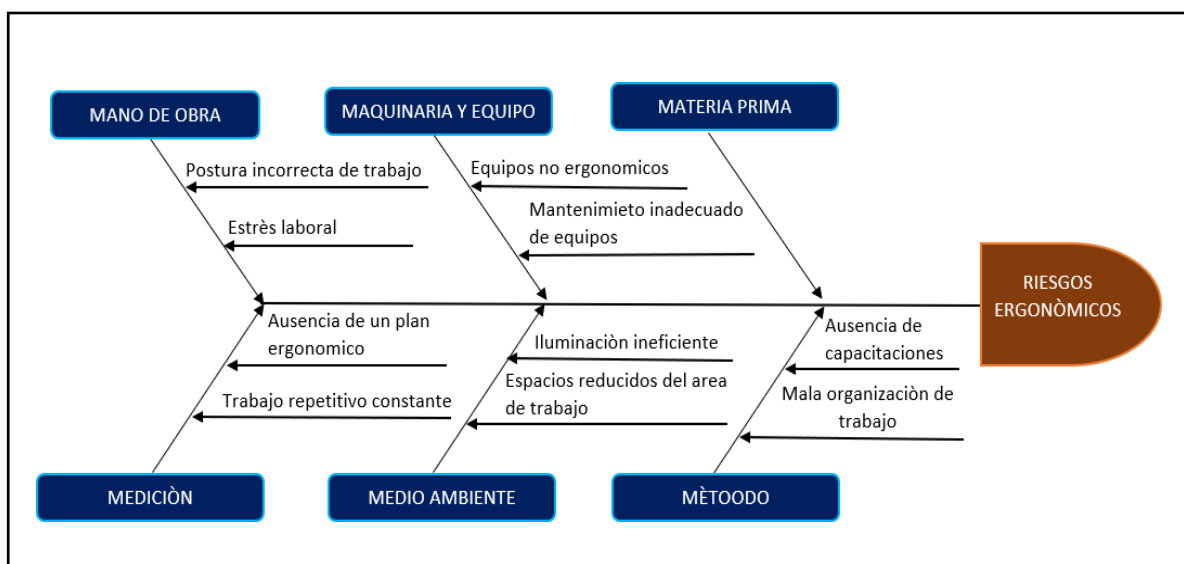 MANO DE OBRA
MAQUINARIA Y EQUIPO
MATERIA PRIMA
Postura incorrecta de trabajo
Estrès laboral
Equipos no ergonomicos
Mantenimieto inadecuado
de equipos
RIESGOS
ERGONÒMICOS
Ausencia de un plan
ergonomico
Trabajo repetitivo constante
Iluminaciòn ineficiente
Espacios reducidos del area
de trabajo
Ausencia de
capacitaciones
Mala organizaciòn de
trabajo
MEDICIÒN
MEDIO AMBIENTE
MÈTOODO